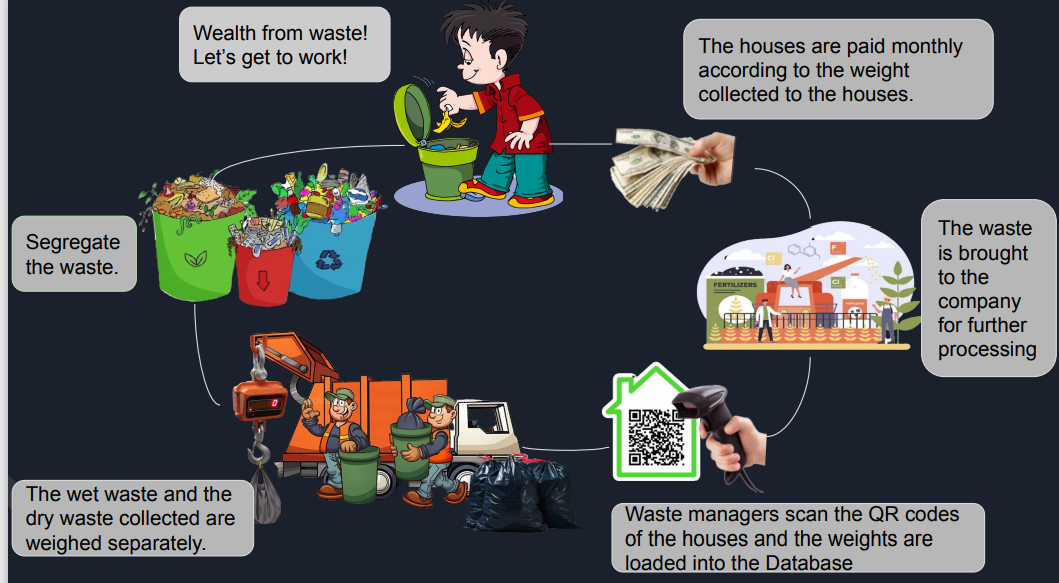 Wealth from waste!
Let's get to work!
The houses are paid monthly
according to the weight
collected to the houses.
Segregate
the waste.
The waste
is brought
to the
company
for further
processing
FERTILIZERS
Cl
F
Cl
0
The wet waste and the
dry waste collected are
weighed separately.
Waste managers scan the QR codes
of the houses and the weights are
loaded into the Database